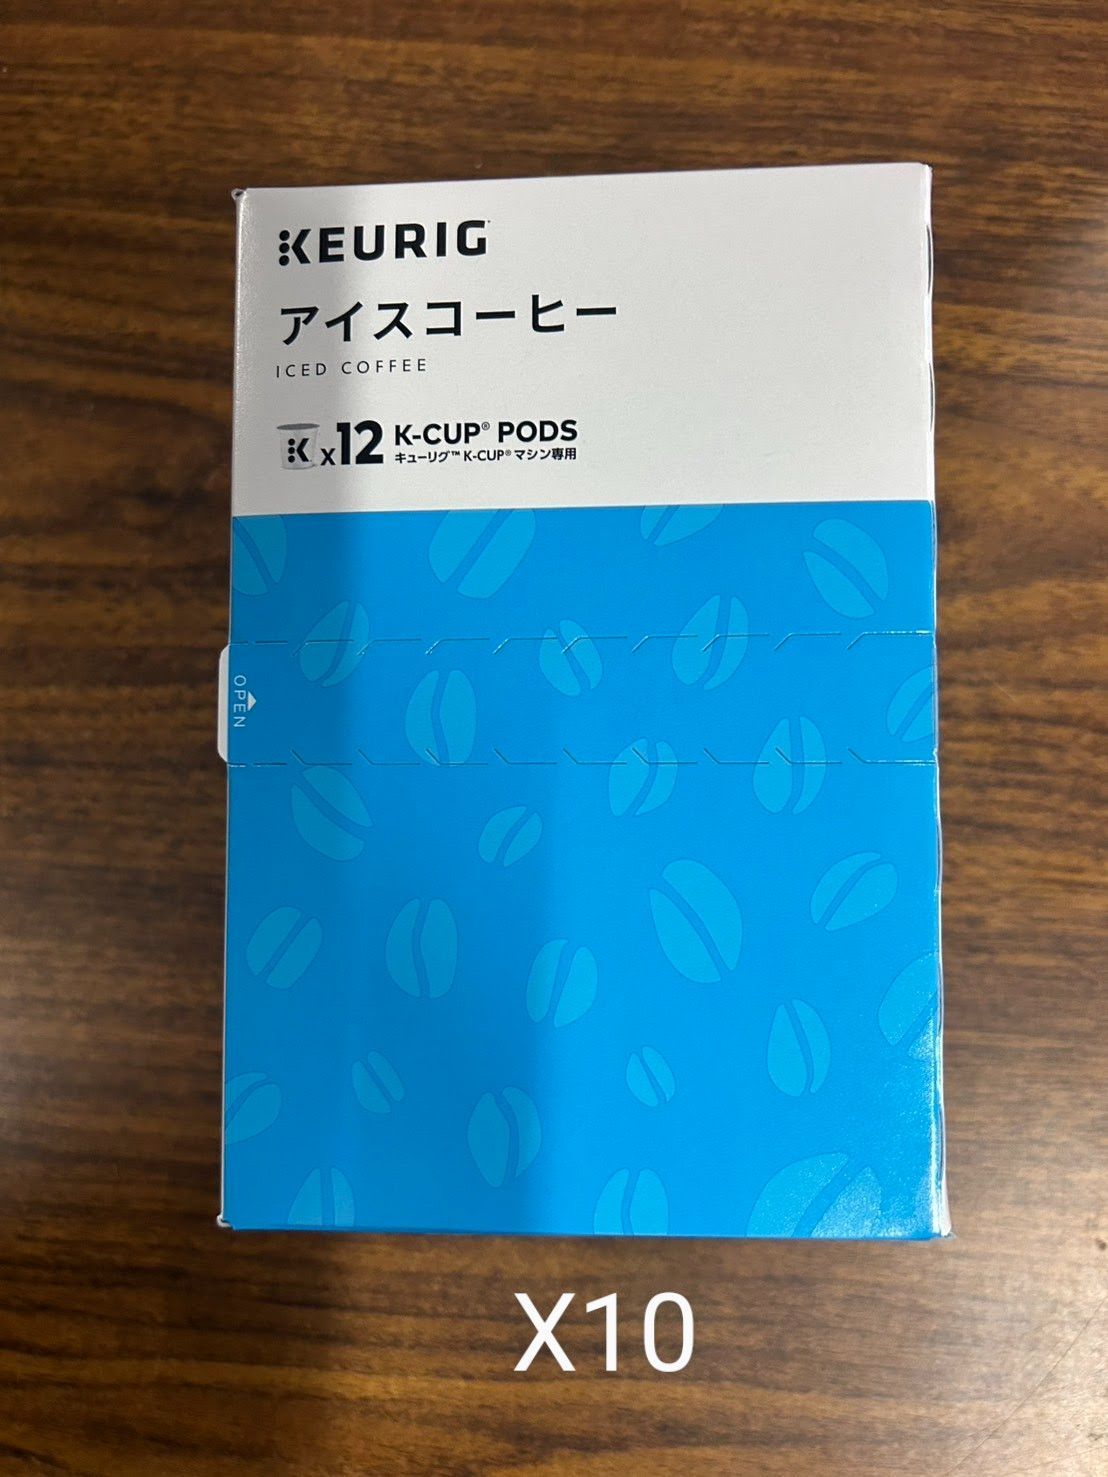 KEURIG
アイスコーヒー
ICED COFFEE
K x12 K-CUP® PODS
キューリグ™ K-CUP® マシン専用
OPEN
X10